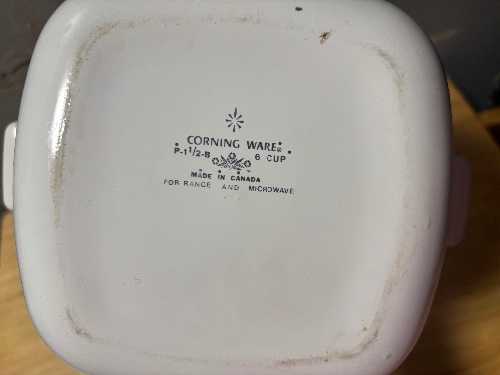 CORNING WARE®
P-1 1/2-B 6 CUP
MADE IN CANADA
FOR RANGE AND MICROWAVE